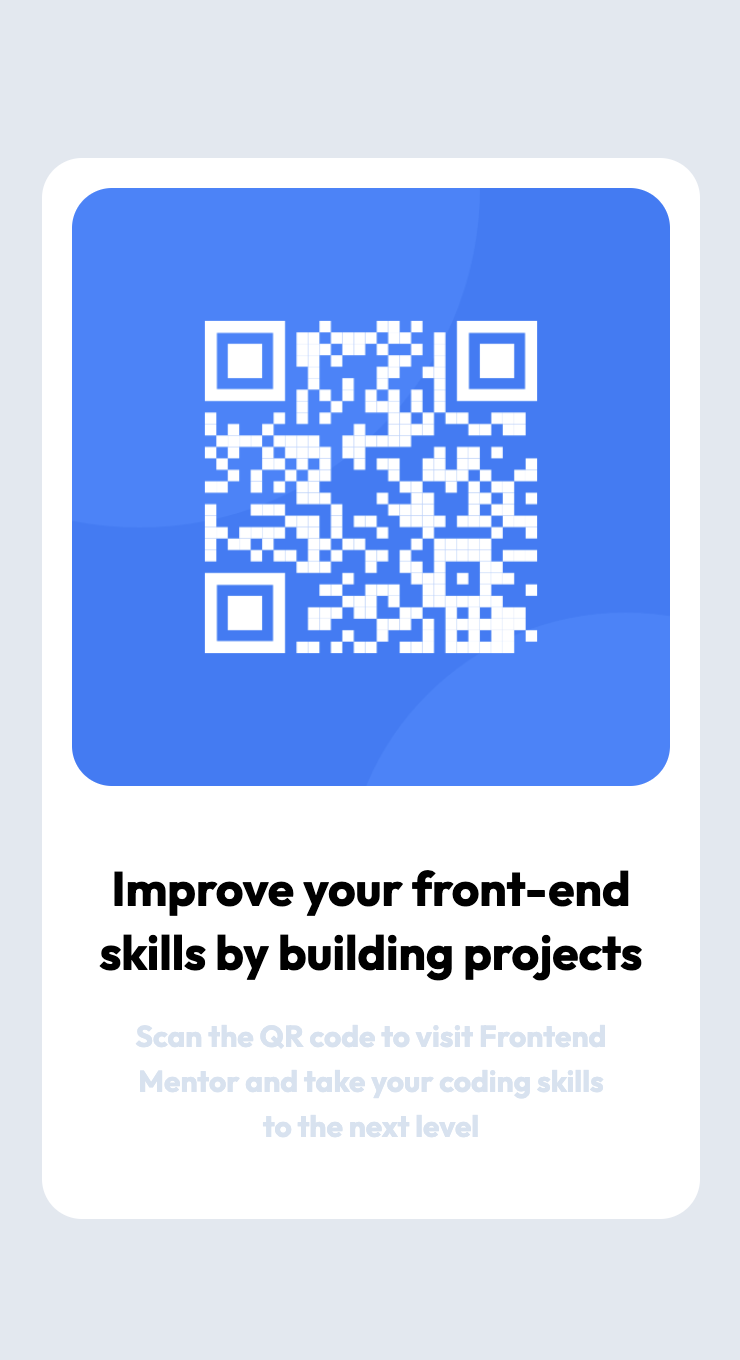 Improve your front-end
skills by building projects
Scan the QR code to visit Frontend
Mentor and take your coding skills
to the next level